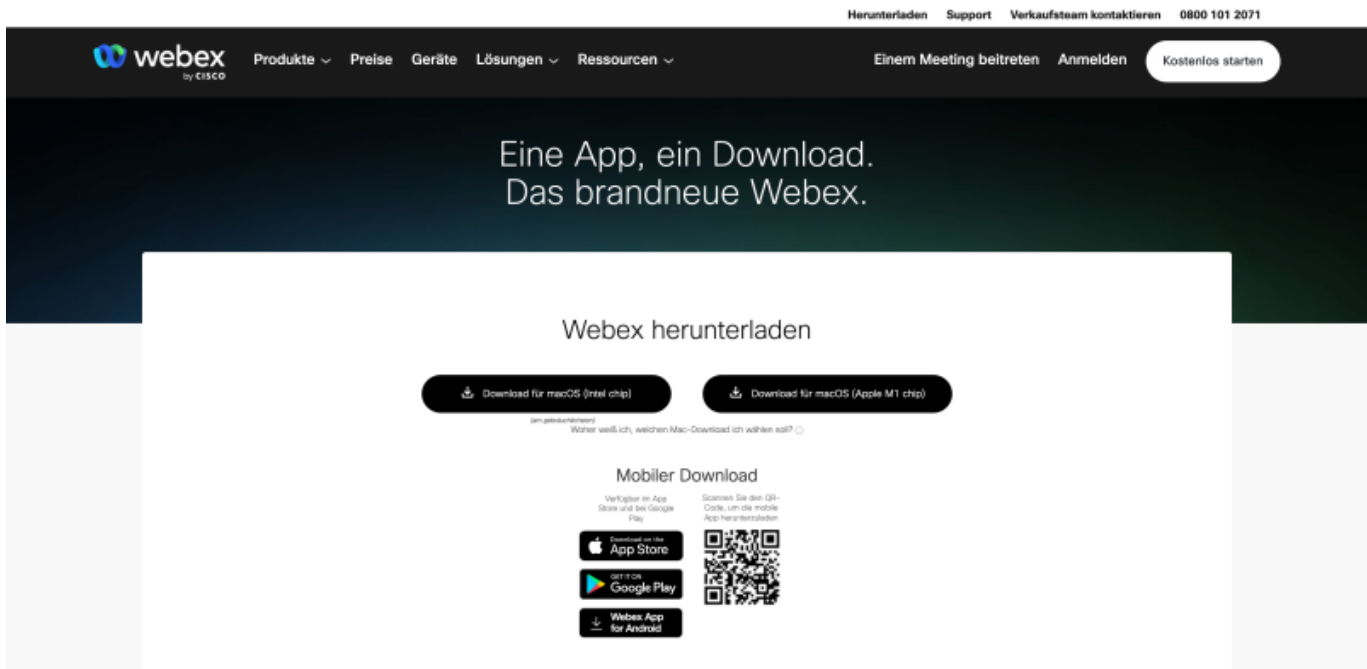 Herunterladen Support Verkaufsteam kontaktieren 0800 101 2071
webex
by CISCO
Produkte Preise Geräte Lösungen Ressourcen Einem Meeting beitreten Anmelden Kostenlos starten
Eine App, ein Download.
Das brandneue Webex.
Webex herunterladen
Download für macOS (Intel chip) Download für macOS (Apple M1 chip)
(am gebräuchlichsten)
Woher weiß ich, welchen Mac-Download ich wählen soll?
Mobiler Download
Verfügbar im App
Store und bei Google
Play
Scannen Sie den QR-
Code, um die mobile
App herunterzuladen
Download on the
App Store
GET IT ON
Google Play
Webex App
for Android